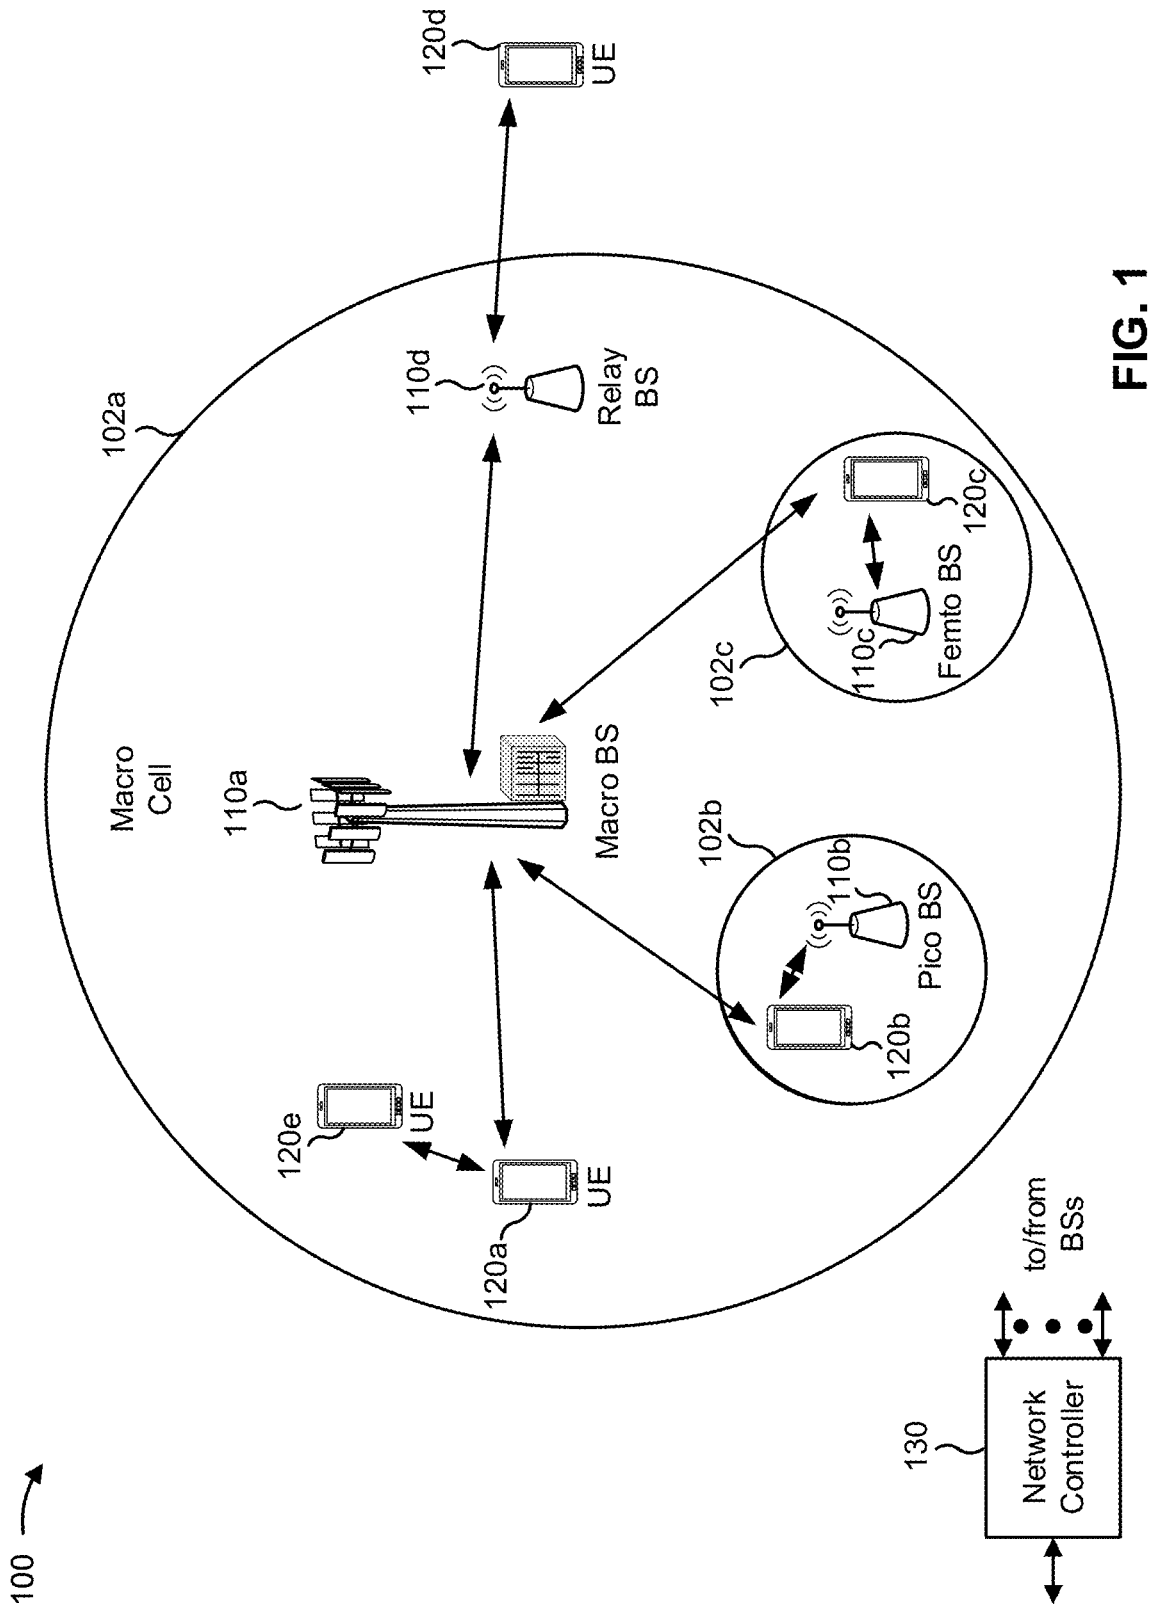 100
102a
Macro
Cell
110a
120d
UE
110d
Relay
BS
120e
UE
120a
UE
Macro BS
102b
110b
Pico BS
120b
102c
110c
Femto BS
120c
130
Network
Controller
to/from
BSs
FIG. 1